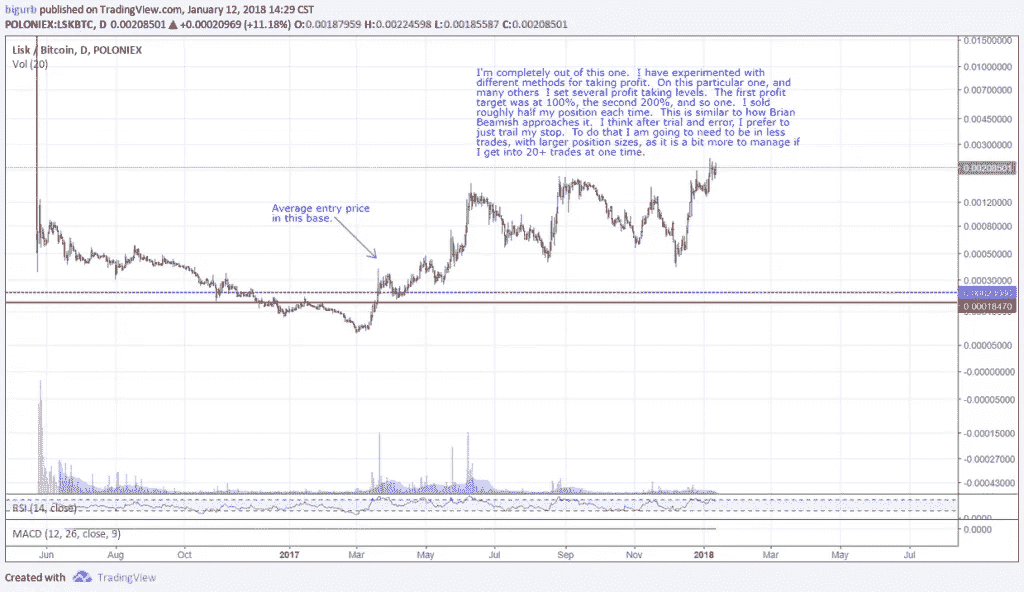 bigurb published on TradingView.com, January 12, 2018 14:29 CST
POLONIEX:LSKBTC, D 0.00208501 ▲ +0.00020969 (+11.18%) O:0.00187959 H:0.00224598 L:0.00185587 C:0.00208501
Lisk / Bitcoin, D, POLONIEX
Vol (20)
I'm completely out of this one. I have experimented with
different methods for taking profit. On this particular one, and
many others I set several profit taking levels. The first profit
target was at 100%, the second 200%, and so one. I sold
roughly half my position each time. This is similar to how Brian
Beamish approaches it. I think after trial and error, I prefer to
just trail my stop. To do that I am going to need to be in less
trades, with larger position sizes, as it is a bit more to manage if
I get into 20+ trades at one time.
Average entry price
in this base.
0.01500000
0.01000000
0.00700000
0.00450000
0.00300000
0.00208501
0.00120000
0.00080000
0.00050000
0.00030000
0.00018470
0.00005000
-0.00000000
-0.00005000
-0.00015000
-0.00027000
-0.00043000
RSI (14, close)
0.0000
MACD (12, 26, close, 9)
0.0000
Jun Aug Oct 2017 Mar May Jul Sep Nov 2018 Mar May Jul
Created with TradingView